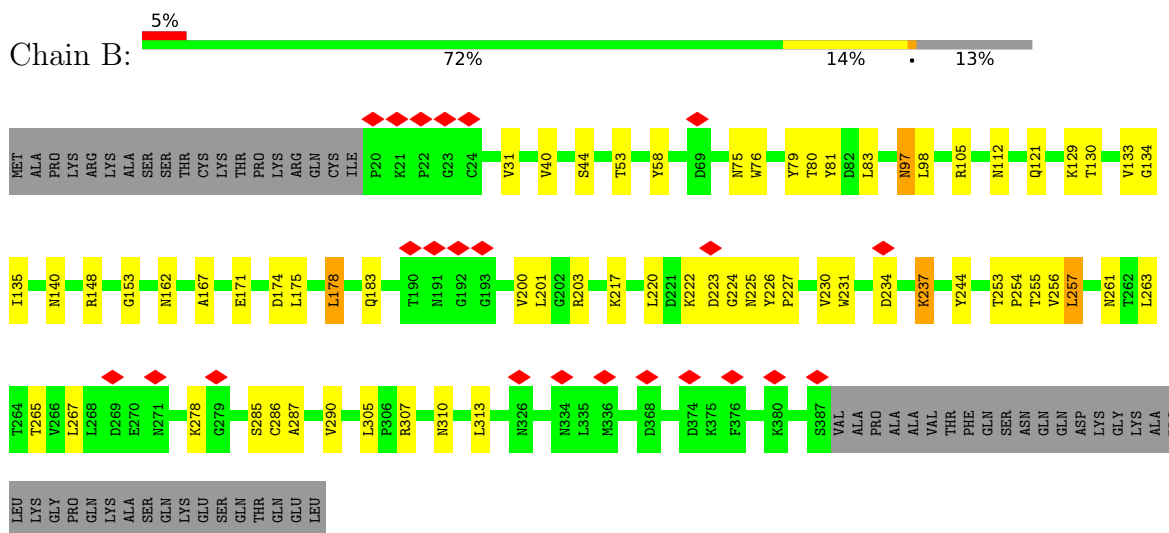 5%
Chain B:
72% 14% • 13%
MET ALA PRO LYS ARG LYS ALA SER SER THR CYS LYS THR PRO LYS ARG GLN CYS ILE P20 K21 P22 G23 C24 V31 V40 S44 T53 Y58 D69 N75 W76 Y79 T80 Y81 D82 L83 N97 L98 R105 N112 Q121 K129 T130 V133 G134
I135 N140 R148 G153 N162 A167 E171 D174 L175 L178 Q183 T190 N191 G192 G193 V200 L201 G202 R203 K217 L220 D221 K222 D223 G224 N225 Y226 P227 V230 W231 D234 K237 Y244 T253 P254 T255 V256 L257 N261 T262 L263
T264 T265 V266 L267 L268 D269 E270 N271 K278 G279 S285 C286 A287 V290 L305 P306 R307 N310 L313 N326 N334 L335 M336 D368 D374 K375 F376 K380 S387 VAL ALA PRO ALA ALA VAL THR PHE GLN SER ASN GLN GLN ASP LYS GLY LYS ALA
LEU LYS GLY PRO GLN LYS ALA SER GLN LYS GLU SER GLN THR GLN GLU LEU